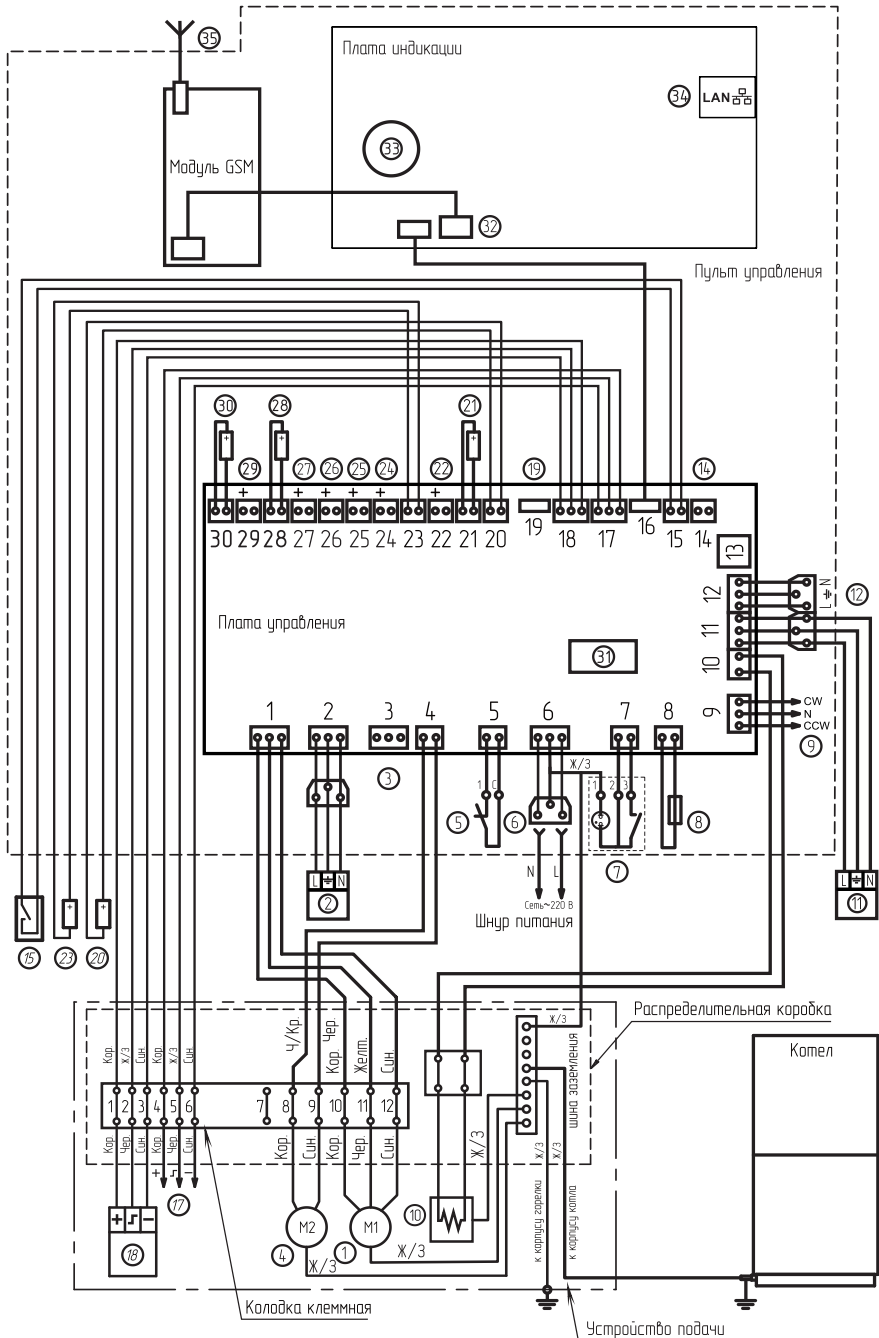 35
Плата индикации
34 LAN
33
Модуль GSM
32
Пульт управления
30 28 21
29 27 26 25 24 22 19 14
+ + + + + +
30 29 28 27 26 25 24 23 22 21 20 19 18 17 16 15 14
13
12 L N 12
Плата управления
11
31
10
1 2 3 4 5 6 7 8
9 CW
N
CCW
9
Ж/З
3
1 C 1 2 3
5 6 8
7
L N
2
N L
Сеть~220 В
Шнур питания
L N
11
15 23 20
Распределительная коробка
Ж/З
Котел
Кор. Ж/З Син. Кор. Ж/З Син. Ч/Кр. Чер. Кор. Желт. Син.
шина заземления
1 2 3 4 5 6 7 8 9 10 11 12
Кор. Чер. Син. Кор. Чер. Син. Кор. Син. Кор. Чер. Син. Ж/З Ж/З Ж/З
+ −
17
+ −
18
М2 М1
4 1 10
Ж/З
Ж/З
к корпусу горелки
к корпусу котла
Колодка клеммная
Устройство подачи